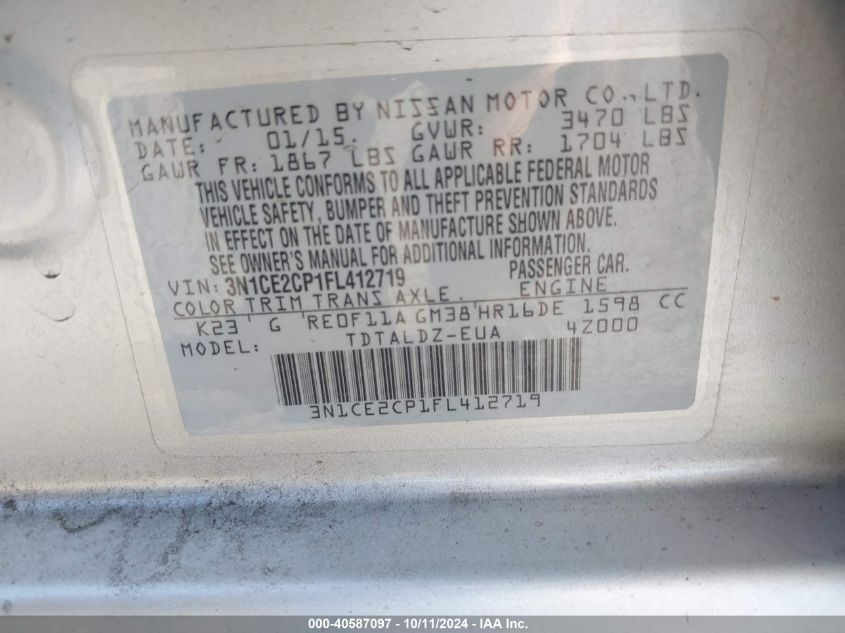 MANUFACTURED BY NISSAN MOTOR CO., LTD.
DATE: 01/15 GVWR: 3470 LBS
GAWR FR: 1867 LBS GAWR RR: 1704 LBS
THIS VEHICLE CONFORMS TO ALL APPLICABLE FEDERAL MOTOR
VEHICLE SAFETY, BUMPER AND THEFT PREVENTION STANDARDS
IN EFFECT ON THE DATE OF MANUFACTURE SHOWN ABOVE.
SEE OWNER'S MANUAL FOR ADDITIONAL INFORMATION.
VIN: 3N1CE2CP1FL412719 PASSENGER CAR.
COLOR TRIM TRANS AXLE ENGINE
K23 G RE0F11A GM38 HR16DE 1598 CC
MODEL: TDTALDZ-EUA 4Z000
3N1CE2CP1FL412719
000-40587097 - 10/11/2024 - IAA Inc.